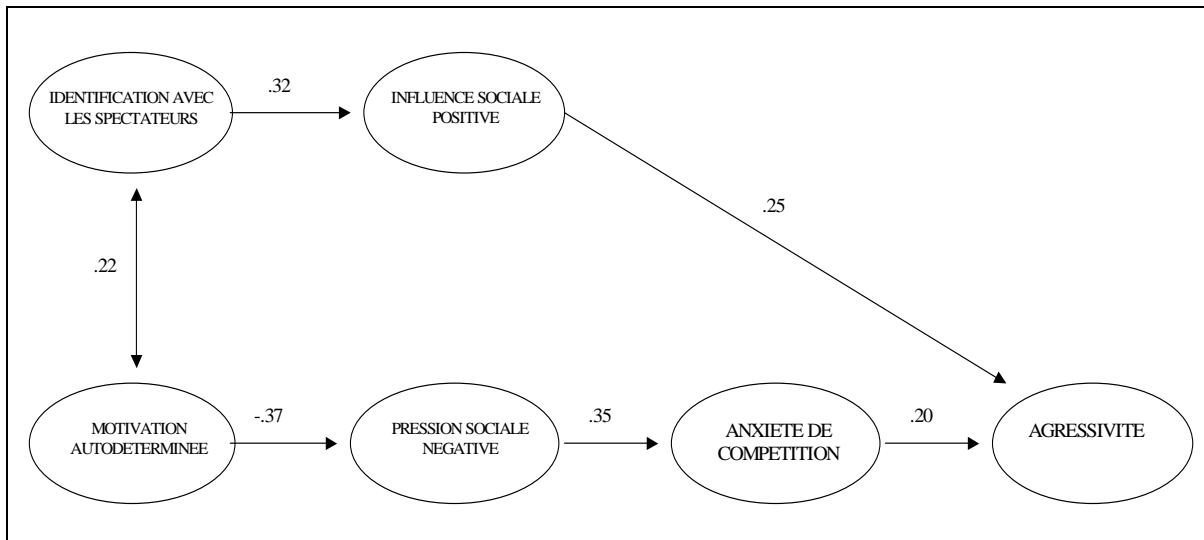 IDENTIFICATION AVEC
LES SPECTATEURS
.32
INFLUENCE SOCIALE
POSITIVE
.25
.22
MOTIVATION
AUTODETERMINEE
-.37
PRESSION SOCIALE
NEGATIVE
.35
ANXIETE DE
COMPETITION
.20
AGRESSIVITE